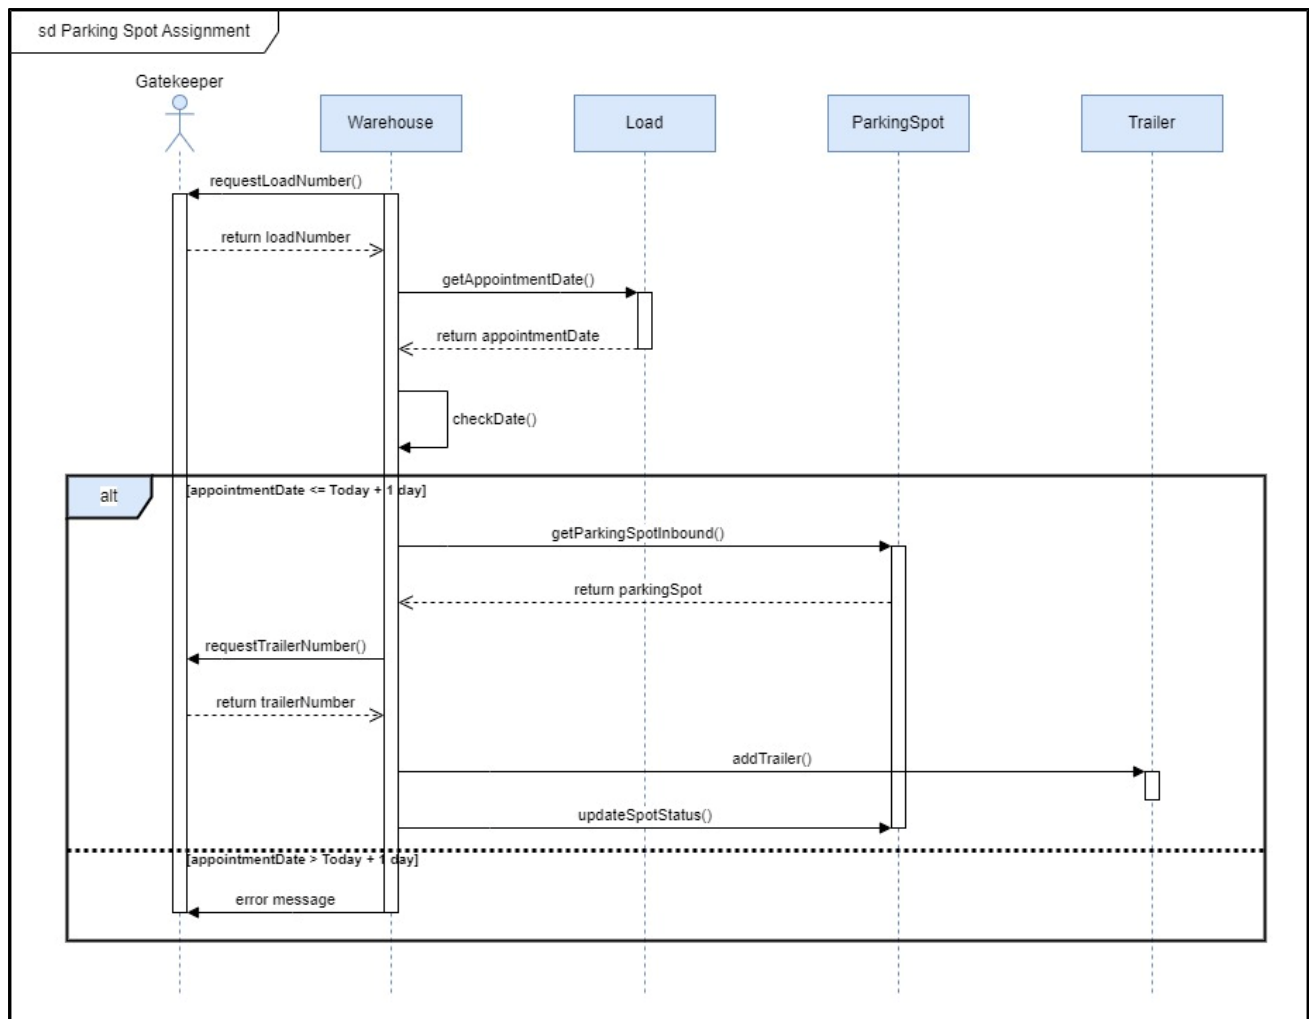 sd Parking Spot Assignment
Gatekeeper
Warehouse
Load
ParkingSpot
Trailer
requestLoadNumber()
return loadNumber
getAppointmentDate()
return appointmentDate
checkDate()
alt
[appointmentDate <= Today + 1 day]
getParkingSpotInbound()
return parkingSpot
requestTrailerNumber()
return trailerNumber
addTrailer()
updateSpotStatus()
[appointmentDate > Today + 1 day]
error message